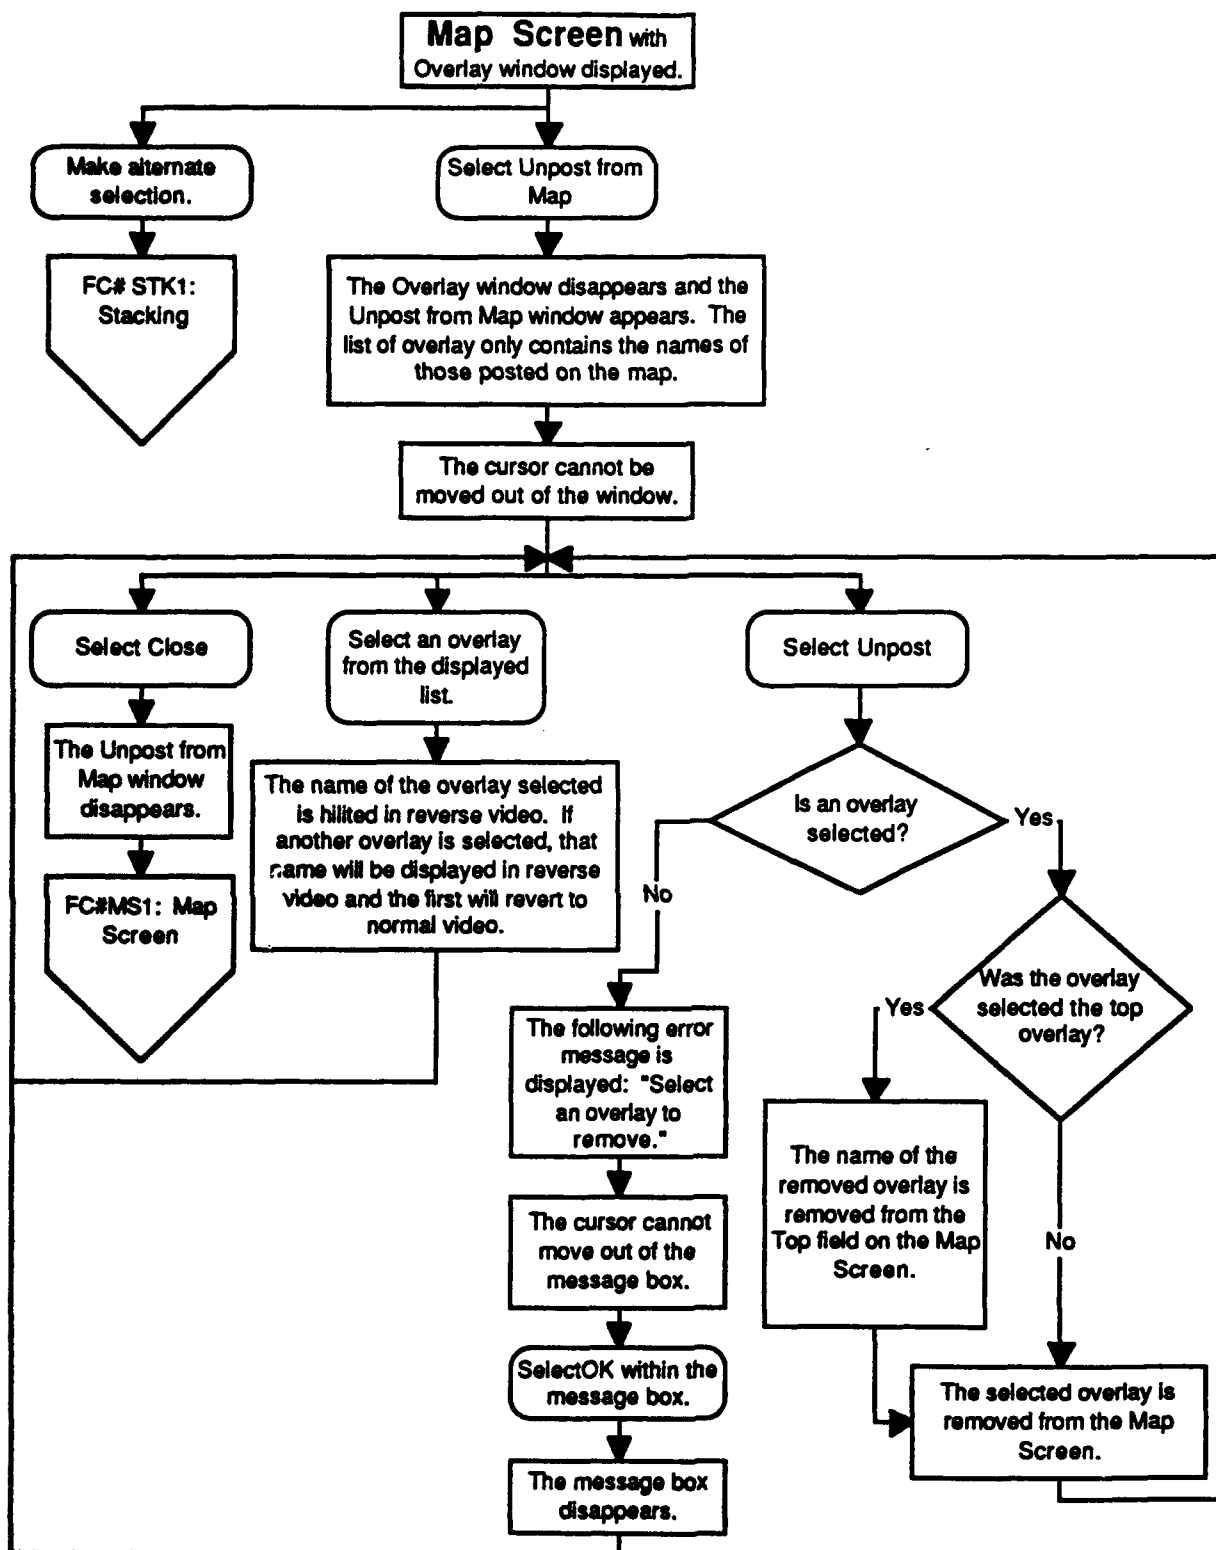 Map Screen with
Overlay window displayed.
Make alternate
selection.
Select Unpost from
Map
FC# STK1:
Stacking
The Overlay window disappears and the
Unpost from Map window appears. The
list of overlay only contains the names of
those posted on the map.
The cursor cannot be
moved out of the window.
Select Close
Select an overlay
from the displayed
list.
Select Unpost
The Unpost from
Map window
disappears.
The name of the overlay selected
is hilited in reverse video. If
another overlay is selected, that
name will be displayed in reverse
video and the first will revert to
normal video.
Is an overlay
selected?
Yes
No
FC#MS1: Map
Screen
Was the overlay
selected the top
overlay?
Yes
The following error
message is
displayed: "Select
an overlay to
remove."
The name of the
removed overlay is
removed from the
Top field on the Map
Screen.
No
The cursor cannot
move out of the
message box.
SelectOK within the
message box.
The selected overlay is
removed from the Map
Screen.
The message box
disappears.